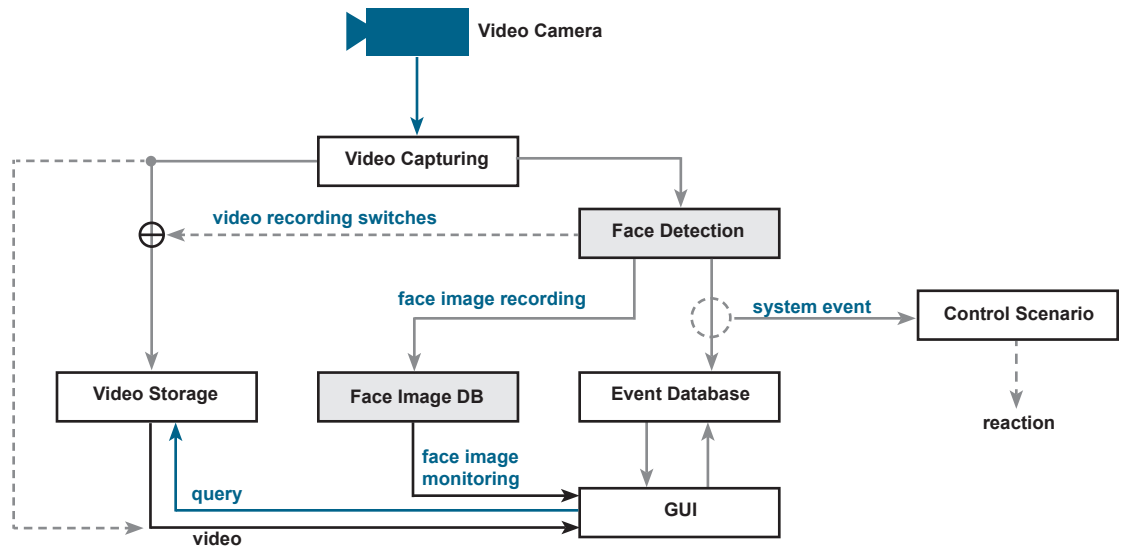 Video Camera
Video Capturing
video recording switches
Face Detection
face image recording
system event
Control Scenario
Video Storage
Face Image DB
Event Database
reaction
face image
monitoring
query
GUI
video